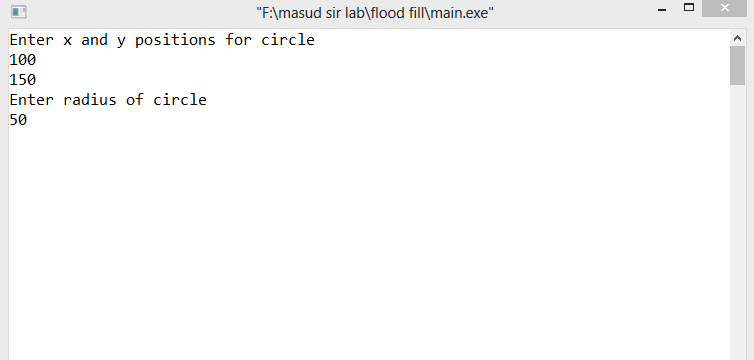 "F:\masud sir lab\flood fill\main.exe"
Enter x and y positions for circle
100
150
Enter radius of circle
50